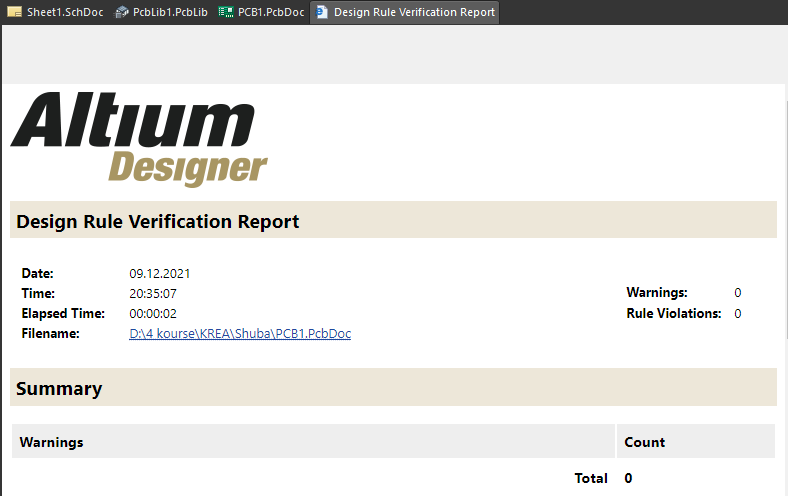 Sheet1.SchDoc PcbLib1.PcbLib PCB1.PcbDoc Design Rule Verification Report
Altium
Designer
Design Rule Verification Report
Date: 09.12.2021
Time: 20:35:07
Elapsed Time: 00:00:02
Filename: D:\4 kourse\KREA\Shuba\PCB1.PcbDoc
Warnings: 0
Rule Violations: 0
Summary
Warnings Count
Total 0